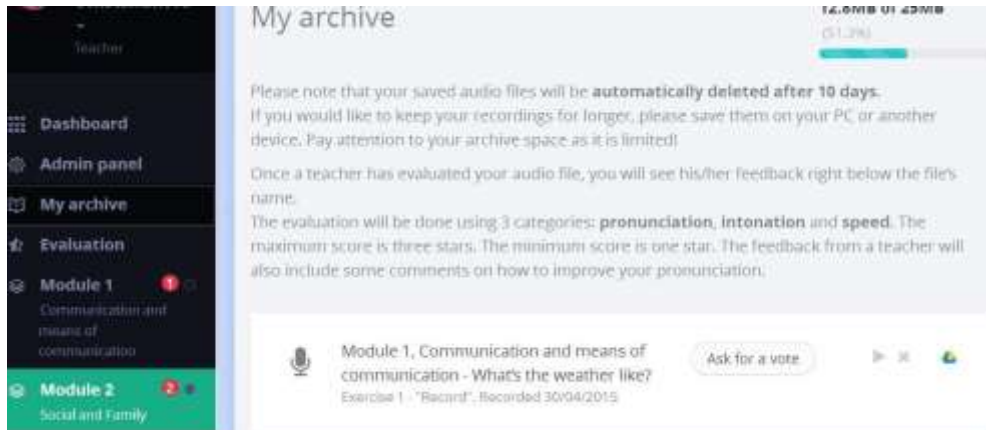 Teacher
Dashboard
Admin panel
My archive
Evaluation
Module 1
1
Communication and
means of
communication
Module 2
2
Social and Family
My archive
12.8MB of 25MB
(51.3%)
Please note that your saved audio files will be automatically deleted after 10 days.
If you would like to keep your recordings for longer, please save them on your PC or another
device. Pay attention to your archive space as it is limited!
Once a teacher has evaluated your audio file, you will see his/her feedback right below the file's
name.
The evaluation will be done using 3 categories: pronunciation, intonation and speed. The
maximum score is three stars. The minimum score is one star. The feedback from a teacher will
also include some comments on how to improve your pronunciation.
Module 1, Communication and means of
communication - What's the weather like?
Exercise 1 - "Record". Recorded 30/04/2015
Ask for a vote